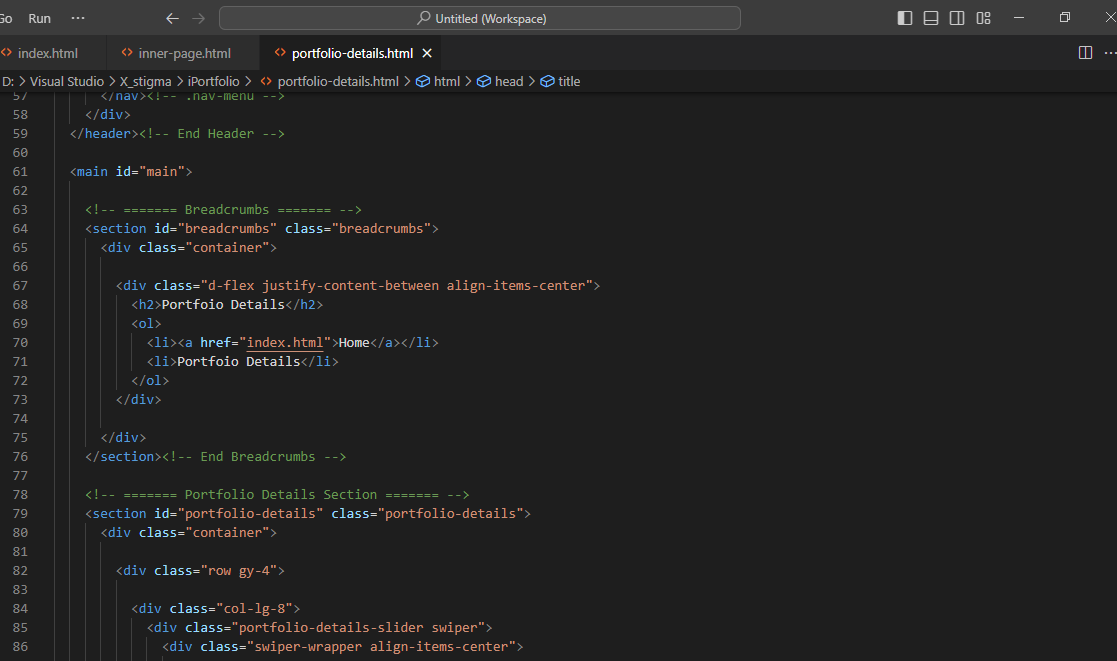 Go Run ··· Untitled (Workspace)
index.html inner-page.html portfolio-details.html
D: > Visual Studio > X_stigma > iPortfolio > portfolio-details.html > html > head > title
57 </nav><!-- .nav-menu -->
58 </div>
59 </header><!-- End Header -->
60
61 <main id="main">
62
63 <!-- ======= Breadcrumbs ======= -->
64 <section id="breadcrumbs" class="breadcrumbs">
65 <div class="container">
66
67 <div class="d-flex justify-content-between align-items-center">
68 <h2>Portfoio Details</h2>
69 <ol>
70 <li><a href="index.html">Home</a></li>
71 <li>Portfoio Details</li>
72 </ol>
73 </div>
74
75 </div>
76 </section><!-- End Breadcrumbs -->
77
78 <!-- ======= Portfolio Details Section ======= -->
79 <section id="portfolio-details" class="portfolio-details">
80 <div class="container">
81
82 <div class="row gy-4">
83
84 <div class="col-lg-8">
85 <div class="portfolio-details-slider swiper">
86 <div class="swiper-wrapper align-items-center">